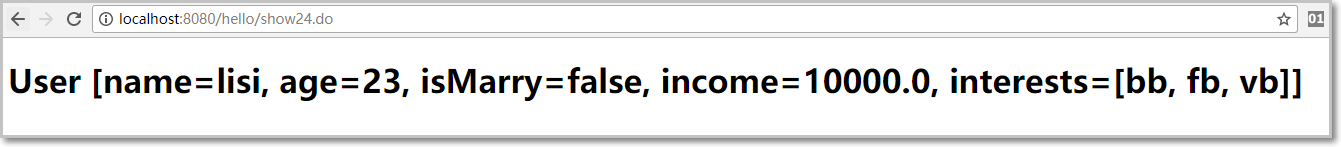 localhost:8080/hello/show24.do
01
User [name=lisi, age=23, isMarry=false, income=10000.0, interests=[bb, fb, vb]]